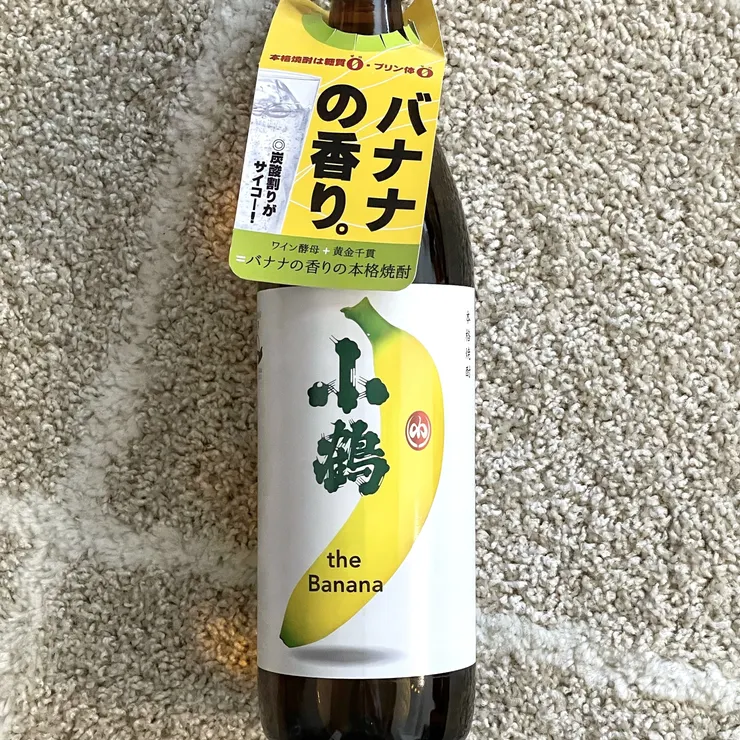 本格焼酎は糖質0・プリン体0
バナナ
の香り。
◎炭酸割りが
サイコー！
ワイン酵母+黄金千貫
=バナナの香りの本格焼酎
本格焼酎
小鶴
小
the
Banana